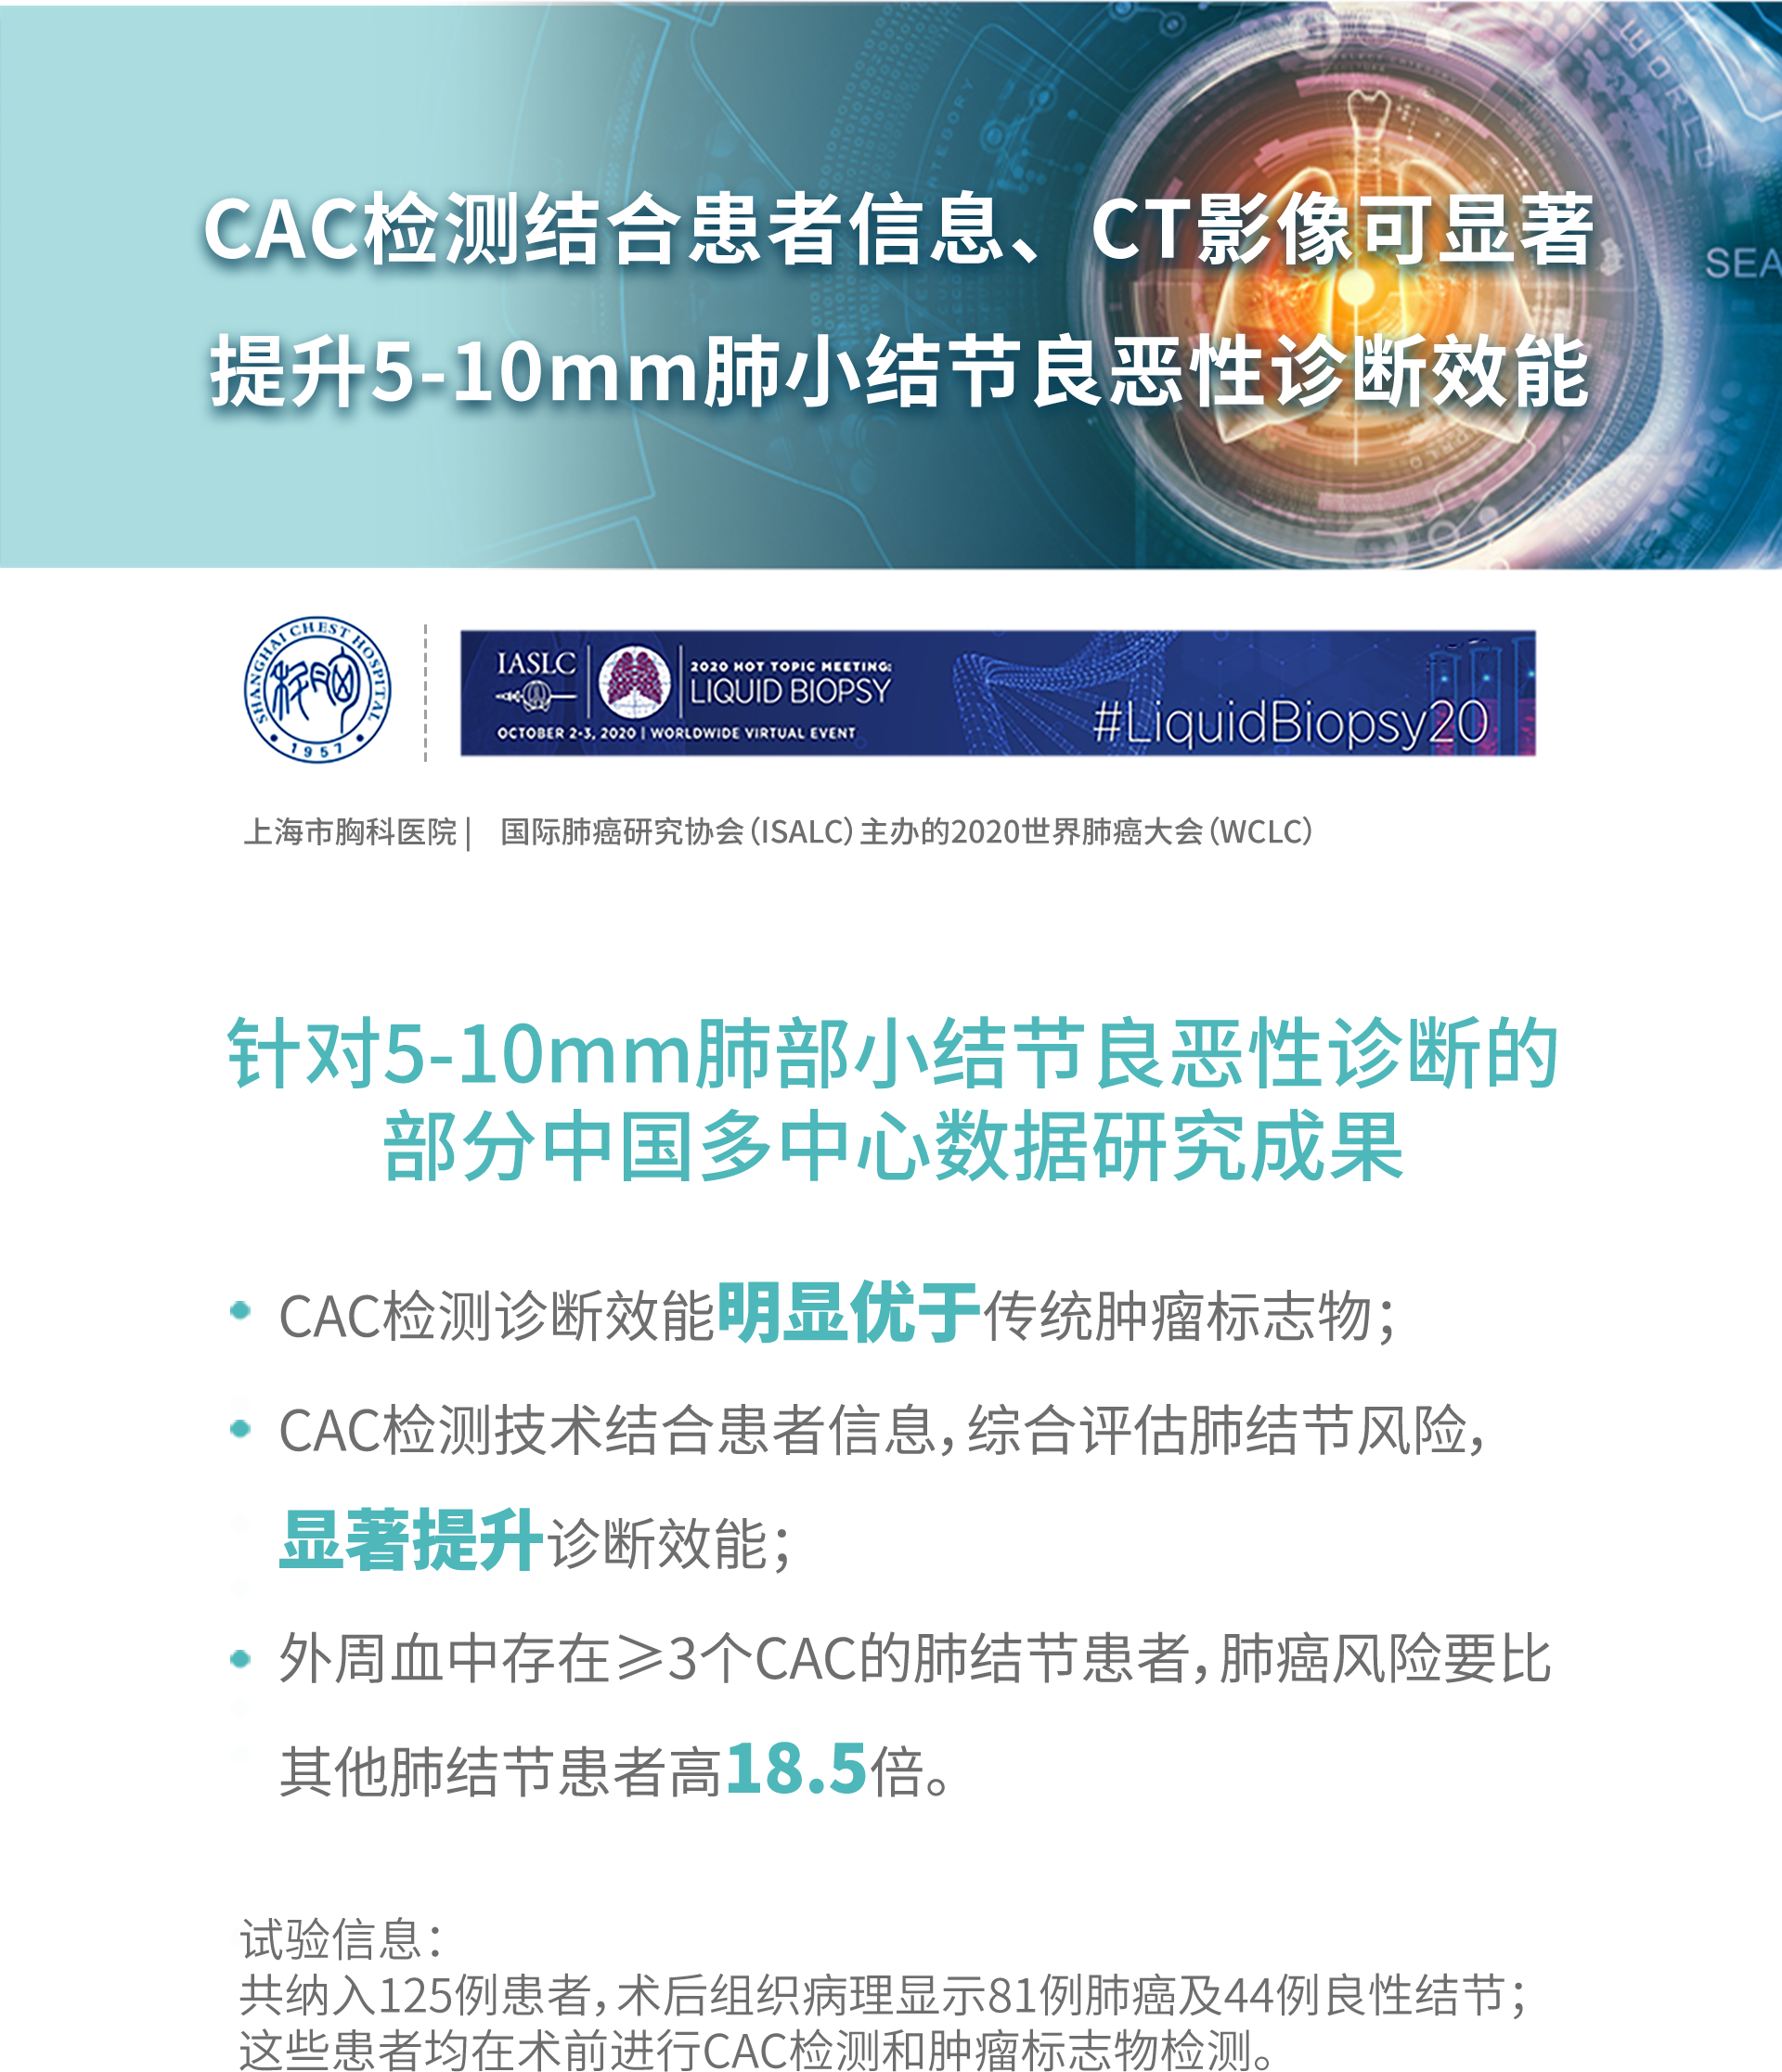 CAC检测结合患者信息、CT影像可显著
提升5-10mm肺小结节良恶性诊断效能
WORLD
CATEGORY
SEA
SHANGHAI CHEST HOSPITAL
1957
IASLC
2020 HOT TOPIC MEETING:
LIQUID BIOPSY
OCTOBER 2-3, 2020 | WORLDWIDE VIRTUAL EVENT
#LiquidBiopsy20
上海市胸科医院 | 国际肺癌研究协会（ISALC）主办的2020世界肺癌大会（WCLC）
针对5-10mm肺部小结节良恶性诊断的
部分中国多中心数据研究成果
• CAC检测诊断效能明显优于传统肿瘤标志物；
• CAC检测技术结合患者信息，综合评估肺结节风险，
显著提升诊断效能；
• 外周血中存在≥3个CAC的肺结节患者，肺癌风险要比
其他肺结节患者高18.5倍。
试验信息：
共纳入125例患者，术后组织病理显示81例肺癌及44例良性结节；
这些患者均在术前进行CAC检测和肿瘤标志物检测。